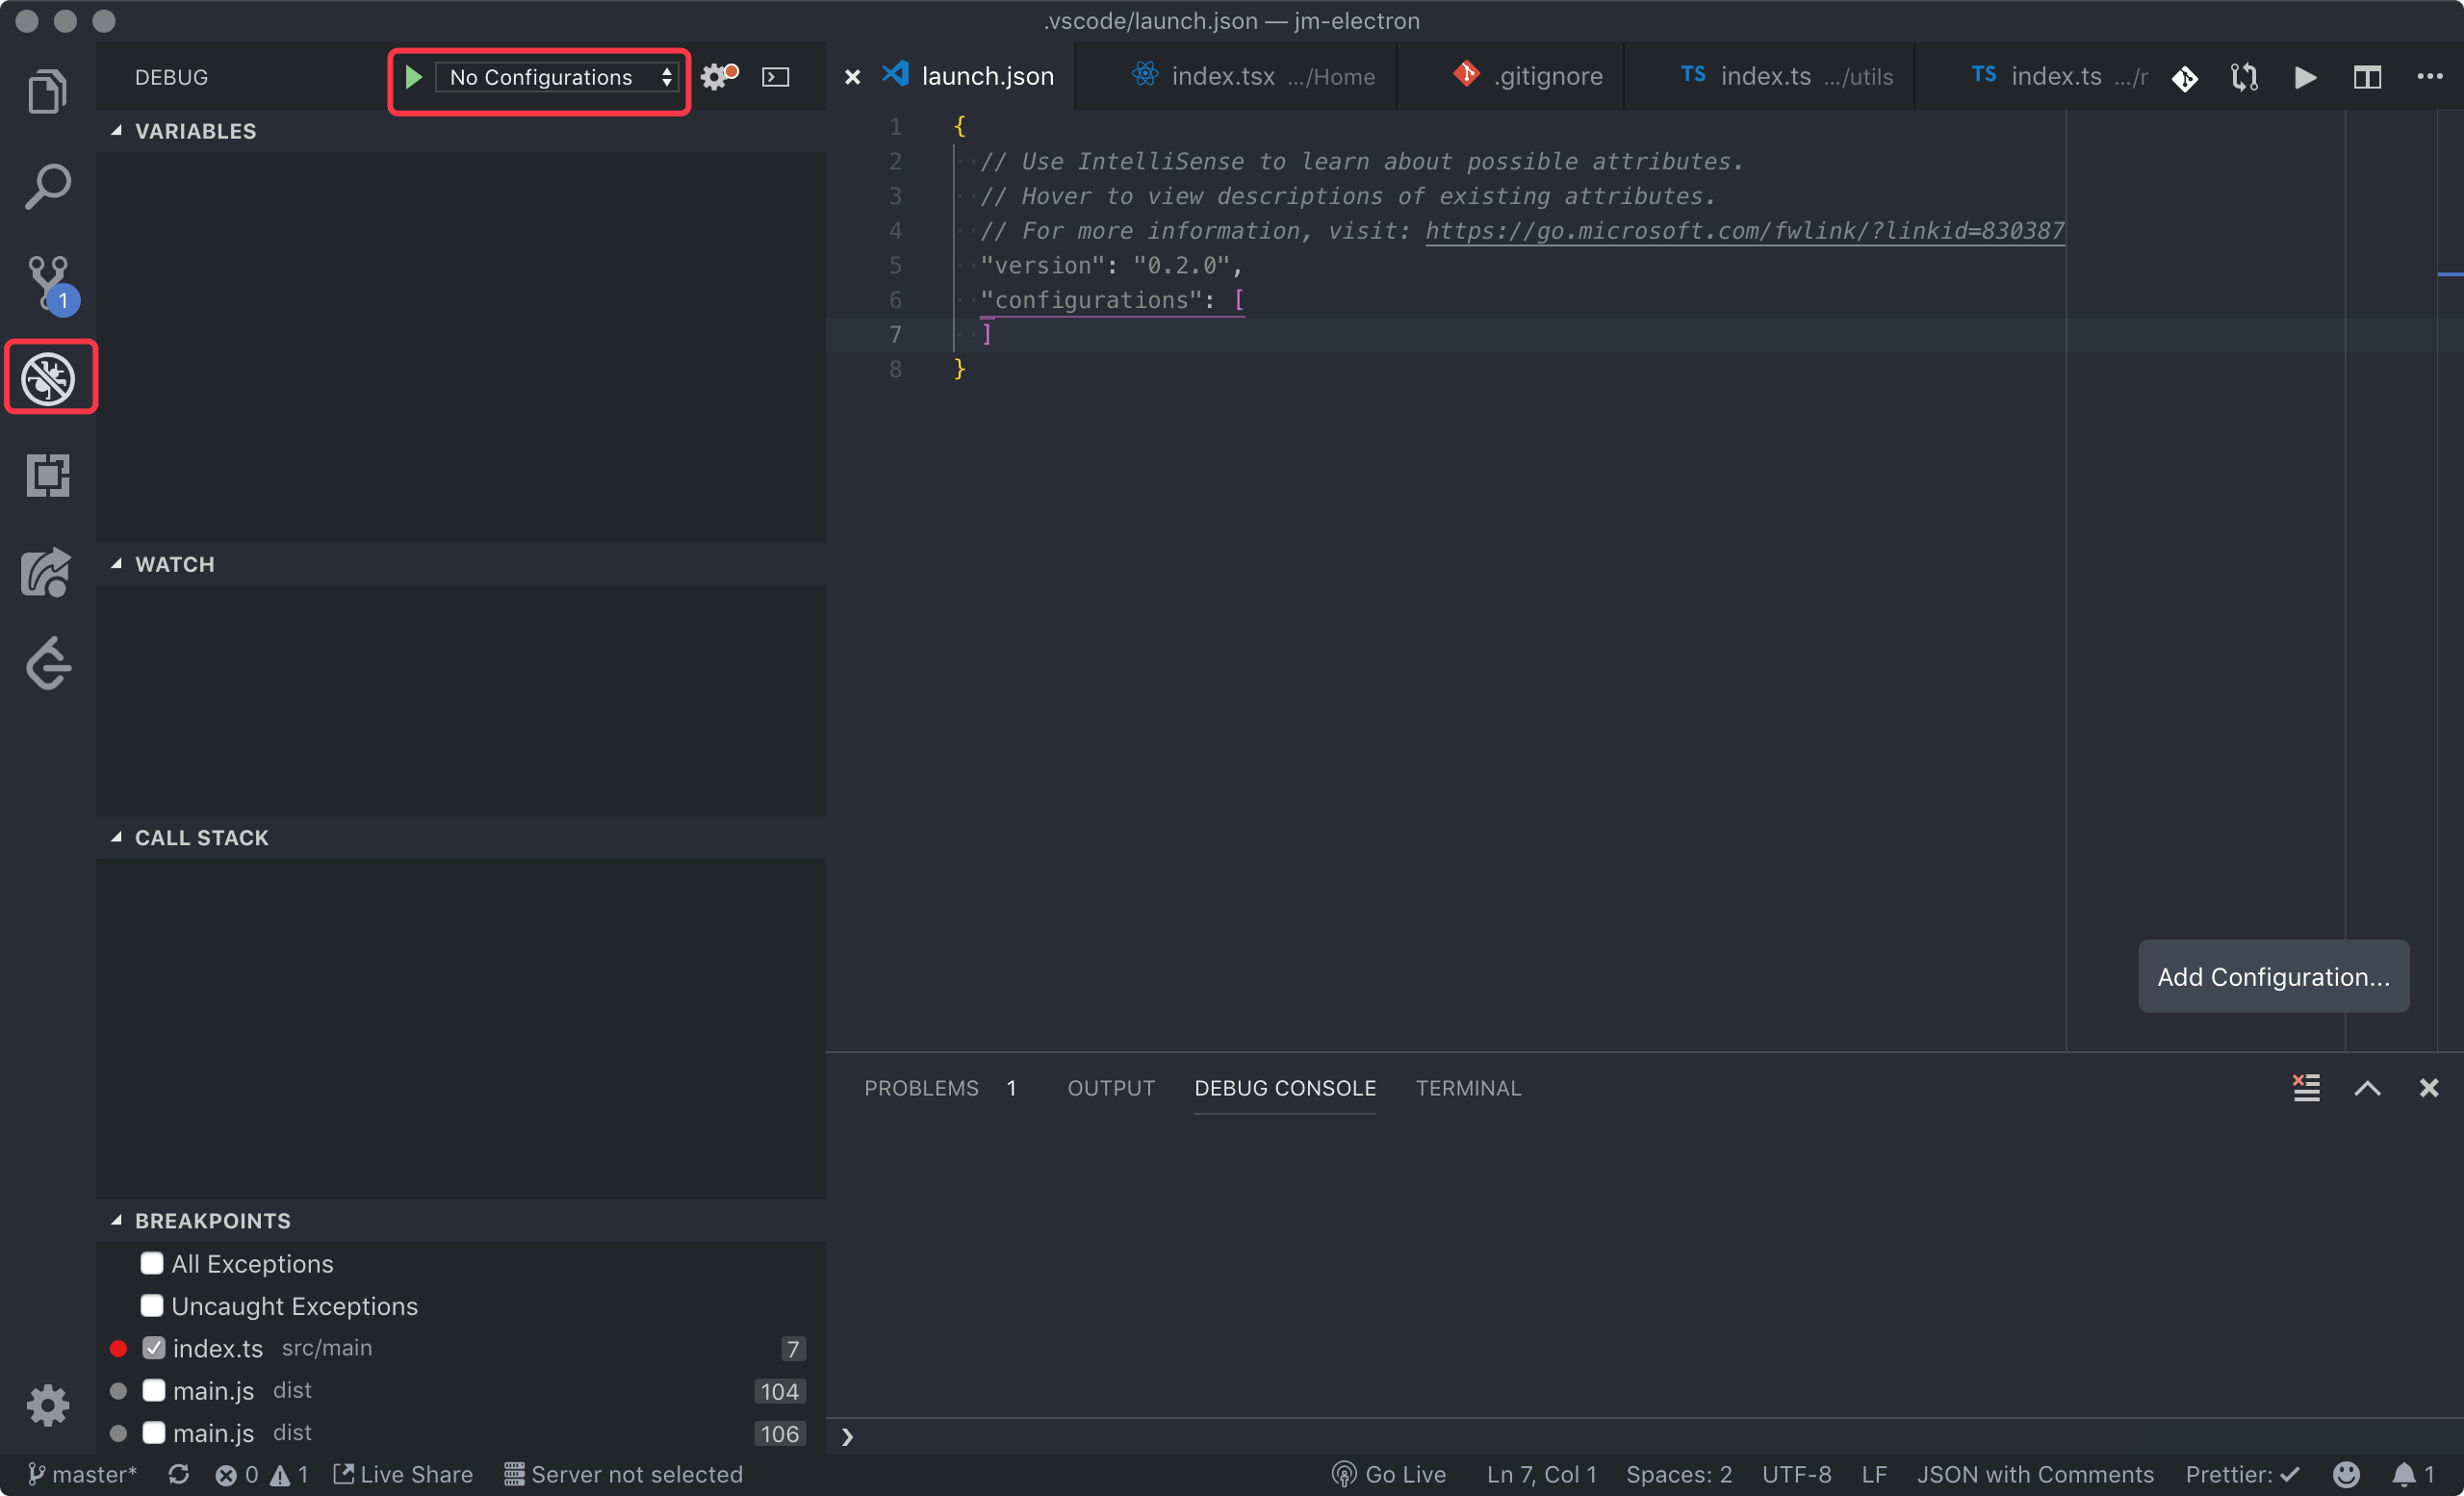 .vscode/launch.json — jm-electron
DEBUG
No Configurations
launch.json
index.tsx .../Home
.gitignore
TS index.ts .../utils
TS index.ts .../r
1
VARIABLES
WATCH
CALL STACK
BREAKPOINTS
All Exceptions
Uncaught Exceptions
index.ts src/main 7
main.js dist 104
main.js dist 106
1 {
2 // Use IntelliSense to learn about possible attributes.
3 // Hover to view descriptions of existing attributes.
4 // For more information, visit: https://go.microsoft.com/fwlink/?linkid=830387
5 "version": "0.2.0",
6 "configurations": [
7 ]
8 }
Add Configuration...
PROBLEMS 1 OUTPUT DEBUG CONSOLE TERMINAL
master* 0 1 Live Share Server not selected Go Live Ln 7, Col 1 Spaces: 2 UTF-8 LF JSON with Comments Prettier: ✓ 1